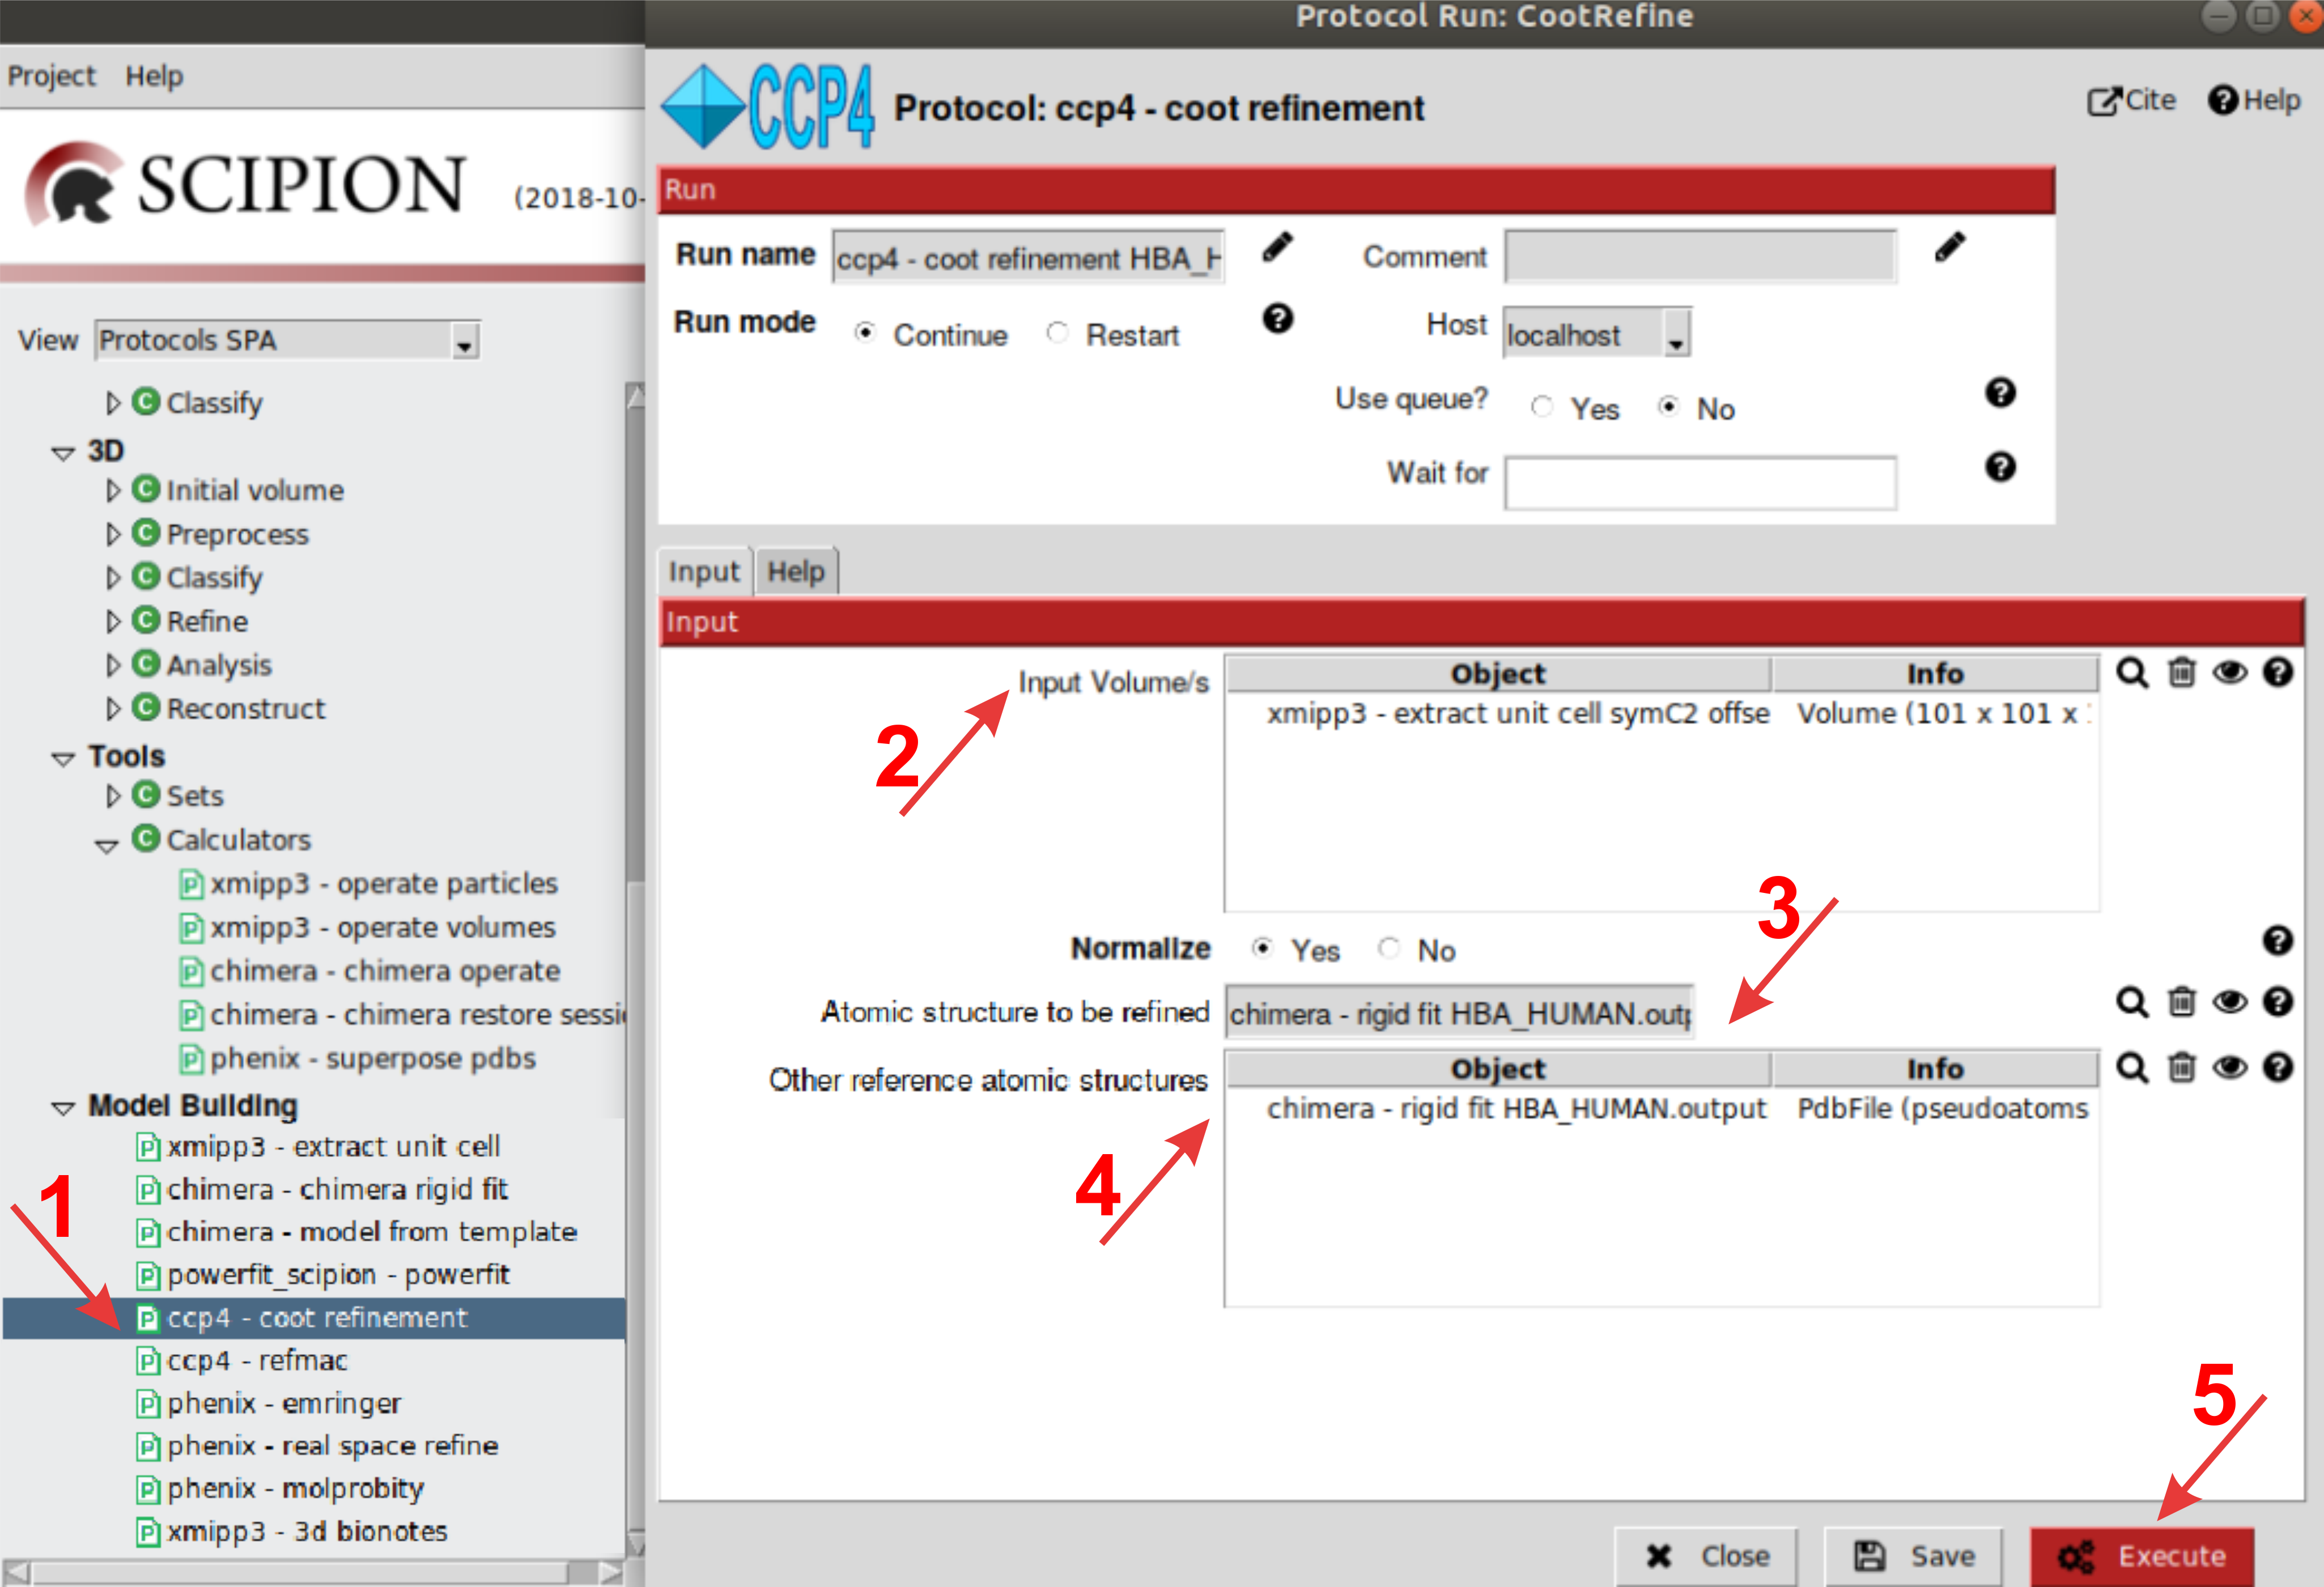 Protocol Run: CootRefine
Project Help
SCIPION (2018-10-
View Protocols SPA
Classify
3D
Initial volume
Preprocess
Classify
Refine
Analysis
Reconstruct
Tools
Sets
Calculators
xmipp3 - operate particles
xmipp3 - operate volumes
chimera - chimera operate
chimera - chimera restore sessi
phenix - superpose pdbs
Model Building
xmipp3 - extract unit cell
1
chimera - chimera rigid fit
chimera - model from template
powerfit_scipion - powerfit
ccp4 - coot refinement
ccp4 - refmac
phenix - emringer
phenix - real space refine
phenix - molprobity
xmipp3 - 3d bionotes
CCP4 Protocol: ccp4 - coot refinement
Cite Help
Run
Run name ccp4 - coot refinement HBA_H Comment
Run mode Continue Restart Host localhost
Use queue? Yes No
Wait for
Input Help
Input
Input Volume/s Object Info
xmipp3 - extract unit cell symC2 offse Volume (101 x 101 x
2
3
Normalize Yes No
Atomic structure to be refined chimera - rigid fit HBA_HUMAN.outp
Other reference atomic structures Object Info
chimera - rigid fit HBA_HUMAN.output PdbFile (pseudoatoms
4
5
Close Save Execute